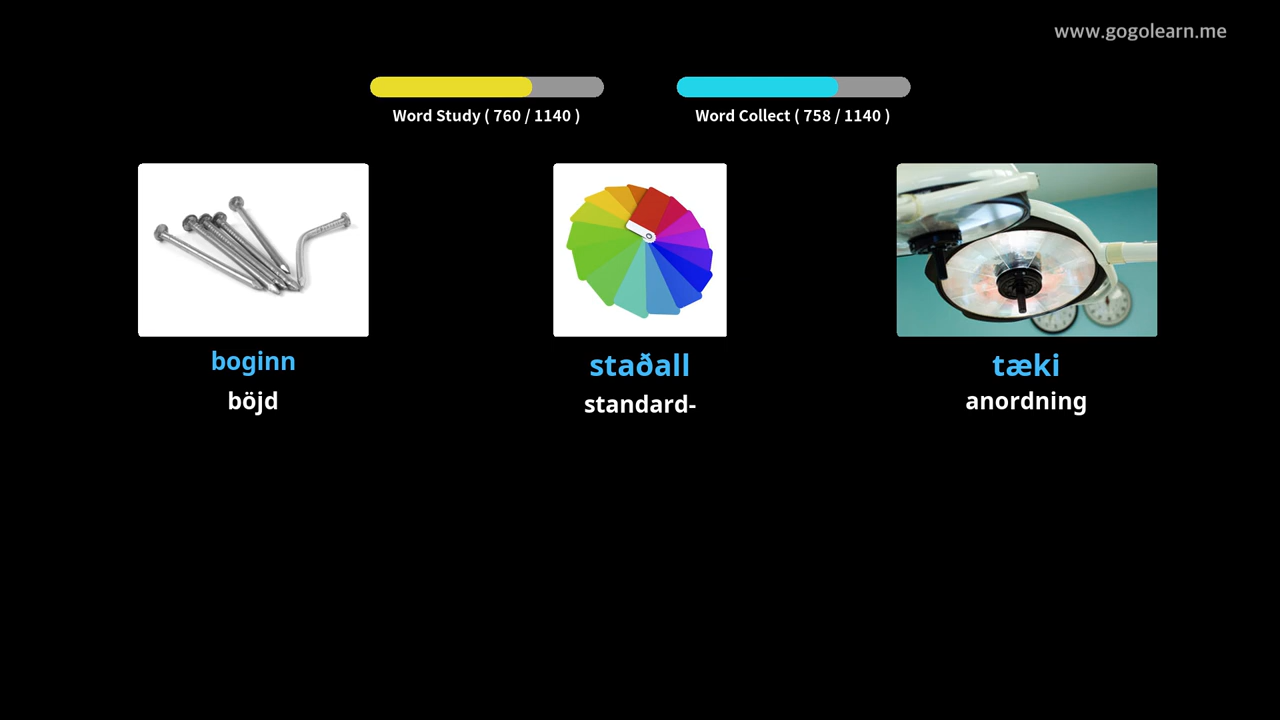 www.gogolearn.me
Word Study ( 760 / 1140 )
Word Collect ( 758 / 1140 )
boginn
böjd
staðall
standard-
tæki
anordning